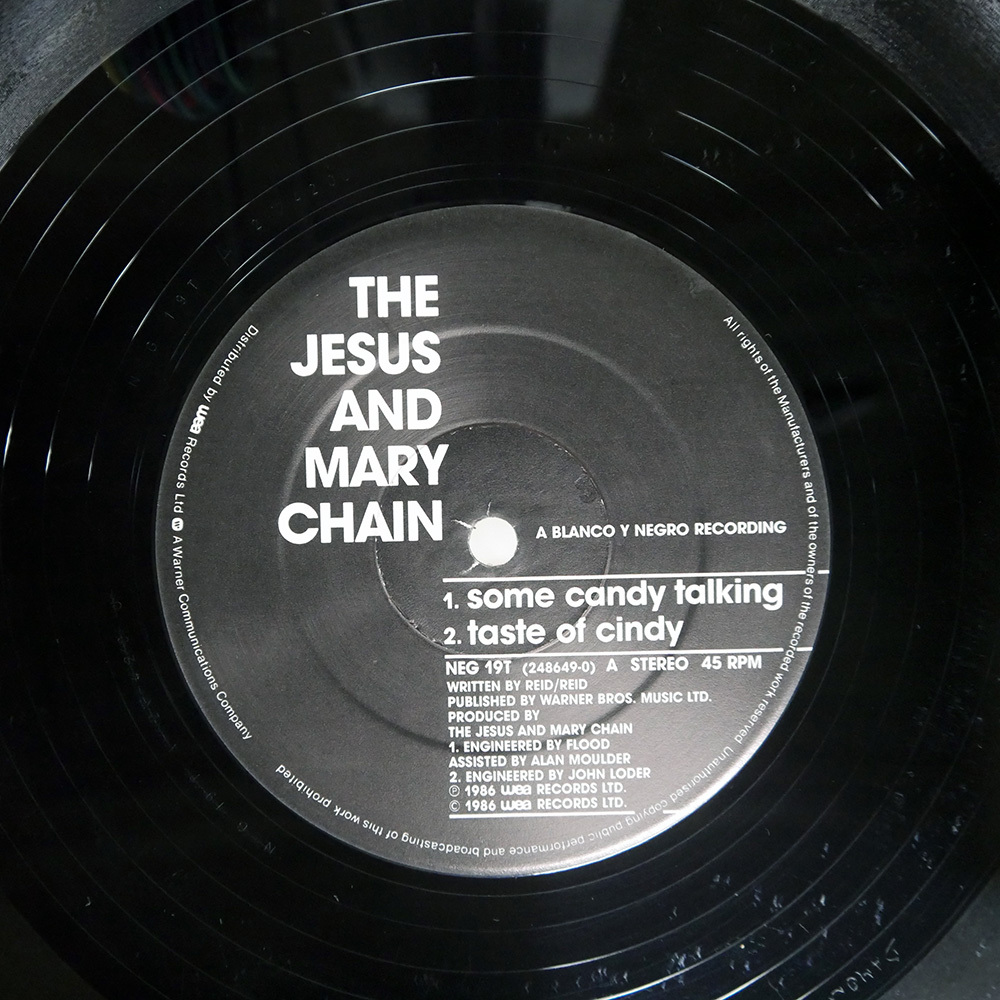 THE
JESUS
AND
MARY
CHAIN
A BLANCO Y NEGRO RECORDING
1. some candy talking
2. taste of cindy
NEG 19T (248649-0) A STEREO 45 RPM
WRITTEN BY REID/REID
PUBLISHED BY WARNER BROS. MUSIC LTD.
PRODUCED BY
THE JESUS AND MARY CHAIN
1. ENGINEERED BY FLOOD
ASSISTED BY ALAN MOULDER
2. ENGINEERED BY JOHN LODER
Ⓟ 1986 wea RECORDS LTD.
© 1986 wea RECORDS LTD.
All rights of the Manufacturers and of the owners of the recorded work reserved Unauthorised copying public performance and broadcasting of this work prohibited
Distributed by wea Records Ltd A Warner Communications Company